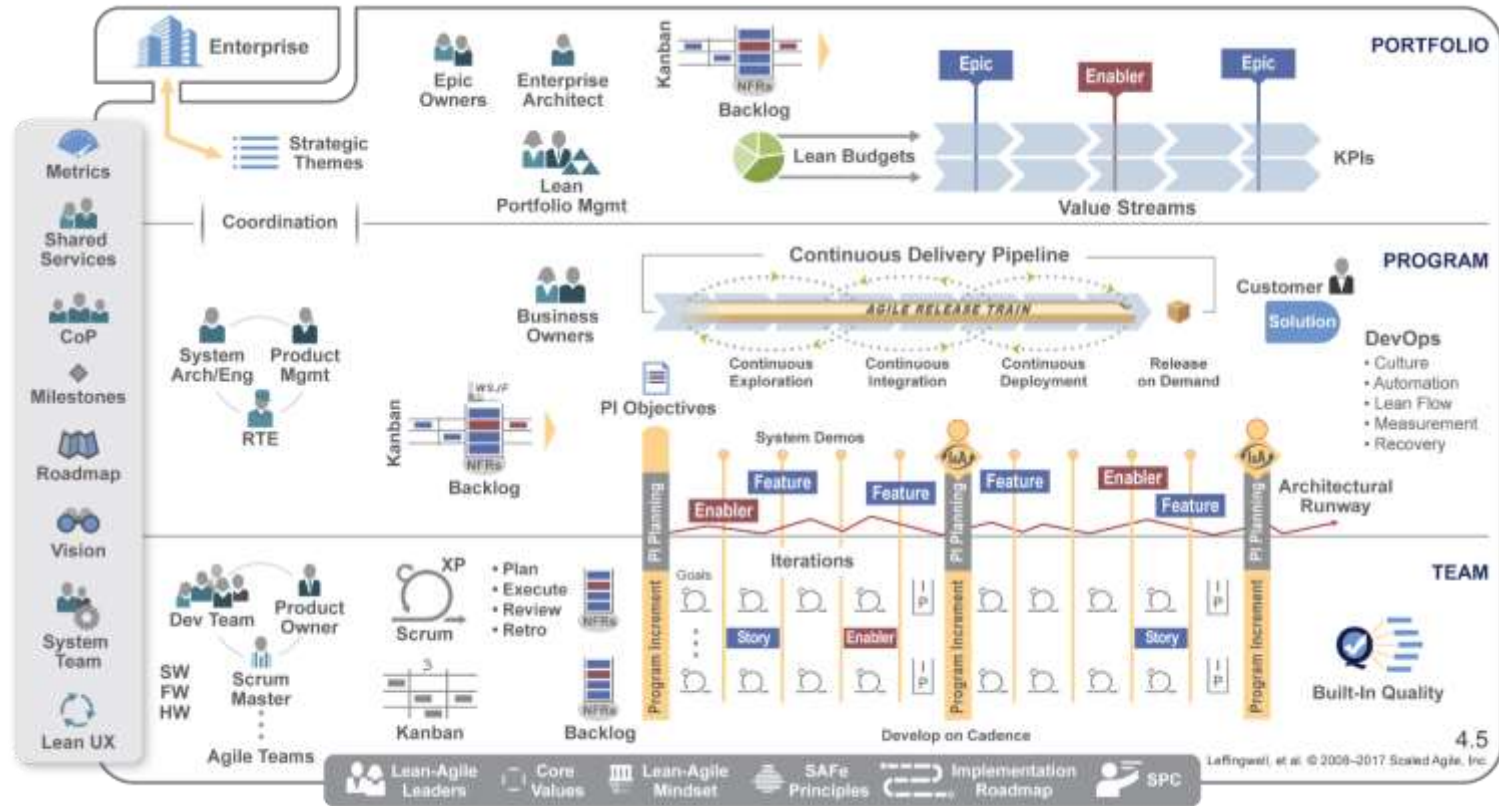 Enterprise
Epic
Owners
Enterprise
Architect
Kanban
NFRs
Backlog
Epic
Enabler
Epic
PORTFOLIO
Strategic
Themes
Lean
Portfolio Mgmt
Lean Budgets
KPIs
Value Streams
Coordination
Metrics
Shared
Services
CoP
Milestones
Roadmap
Vision
System
Team
Lean UX
Continuous Delivery Pipeline
PROGRAM
Customer
Solution
Business
Owners
AGILE RELEASE TRAIN
System
Arch/Eng
Product
Mgmt
RTE
Continuous
Exploration
Continuous
Integration
Continuous
Deployment
Release
on Demand
DevOps
• Culture
• Automation
• Lean Flow
• Measurement
• Recovery
PI Objectives
Kanban
WSJF
NFRs
Backlog
System Demos
I&A
I&A
PI Planning
PI Planning
PI Planning
Enabler
Feature
Feature
Feature
Enabler
Feature
Architectural
Runway
TEAM
Dev Team
Product
Owner
Scrum
Master
SW
FW
HW
Agile Teams
XP
Scrum
• Plan
• Execute
• Review
• Retro
Kanban
NFRs
NFRs
Backlog
Iterations
Goals
Program Increment
Program Increment
Program Increment
I
P
I
P
I
P
I
P
Story
Enabler
Story
Develop on Cadence
Built-In Quality
4.5
Leffingwell, et al. © 2008–2017 Scaled Agile, Inc.
Lean-Agile
Leaders
Core
Values
Lean-Agile
Mindset
SAFe
Principles
Implementation
Roadmap
SPC